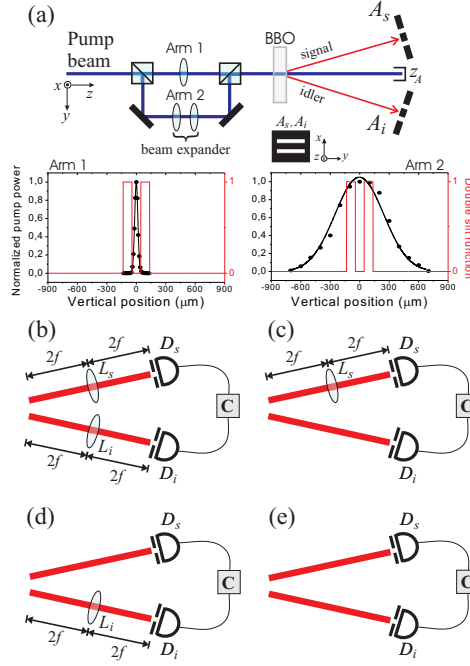 (a)
Pump beam
Arm 1
Arm 2
beam expander
BBO
signal
idler
A_s
z_A
A_i
x
z
y
A_s, A_i
x
z
y
Arm 1
Normalized pump power
1,0
0,8
0,6
0,4
0,2
0,0
1
0
-900 -600 -300 0 300 600 900
Vertical position (μm)
Arm 2
1,0
0,8
0,6
0,4
0,2
0,0
1
0
Double slit function
-900 -600 -300 0 300 600 900
Vertical position (μm)
(b)
2f
2f
L_s
D_s
C
L_i
D_i
2f
2f
(c)
2f
2f
L_s
D_s
C
D_i
(d)
D_s
C
L_i
D_i
2f
2f
(e)
D_s
C
D_i